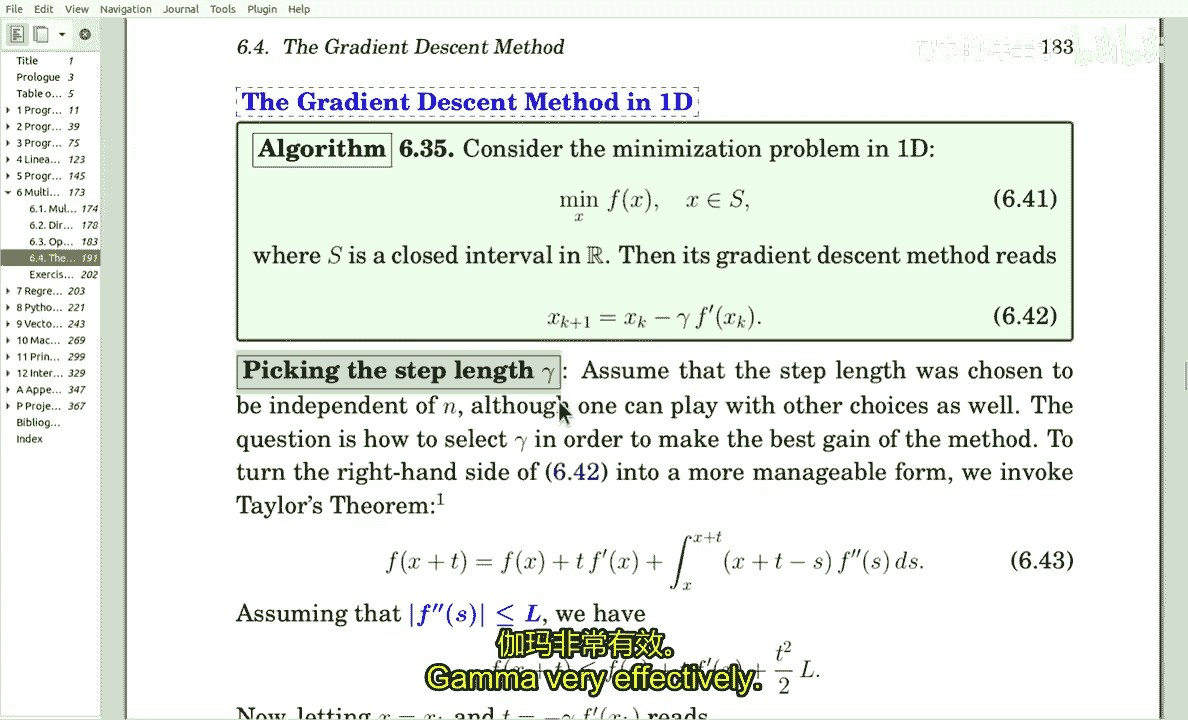 File Edit View Navigation Journal Tools Plugin Help
Title 1
Prologue 3
Table o... 5
1 Progr... 11
2 Progr... 39
3 Progr... 75
4 Linea... 123
5 Progr... 145
6 Multi... 173
6.1. Mul... 174
6.2. Dir... 178
6.3. Op... 183
6.4. The... 191
Exercis... 202
7 Regre... 203
8 Pytho... 221
9 Vecto... 243
10 Mac... 269
11 Prin... 299
12 Inter... 329
A Appe... 347
P Proje... 367
Bibliog...
Index
6.4. The Gradient Descent Method 183
The Gradient Descent Method in 1D
Algorithm 6.35. Consider the minimization problem in 1D:
min_x f(x), x ∈ S, (6.41)
where S is a closed interval in ℝ. Then its gradient descent method reads
x_{k+1} = x_k − γ f′(x_k). (6.42)
Picking the step length γ: Assume that the step length was chosen to
be independent of n, although one can play with other choices as well. The
question is how to select γ in order to make the best gain of the method. To
turn the right-hand side of (6.42) into a more manageable form, we invoke
Taylor's Theorem:¹
f(x + t) = f(x) + t f′(x) + ∫_x^{x+t} (x + t − s) f″(s) ds. (6.43)
Assuming that |f″(s)| ≤ L, we have
t²/2 L.
伽玛非常有效。
Gamma very effectively.